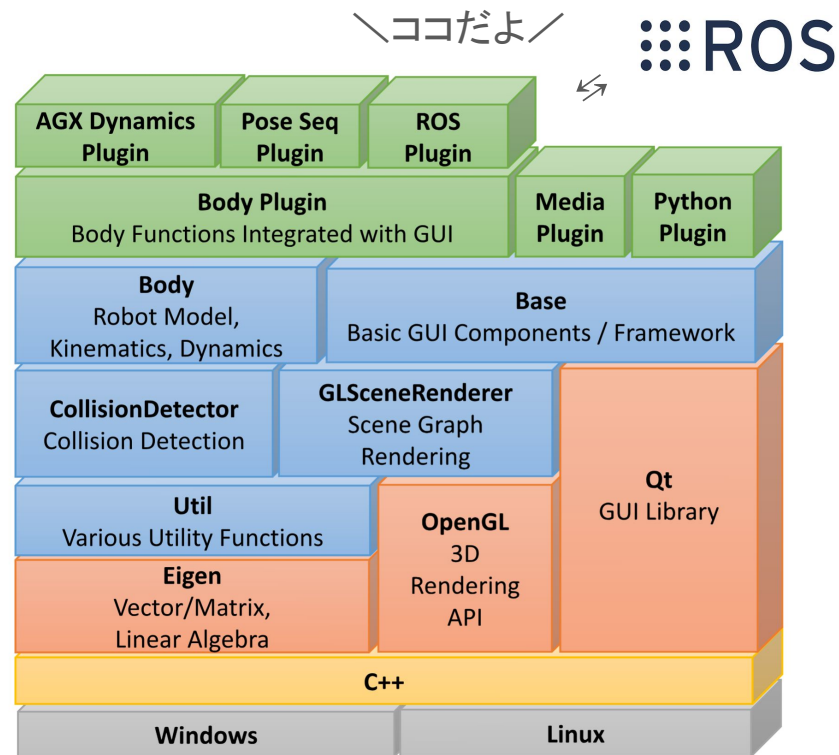 ＼ココだよ／
ROS
AGX Dynamics
Plugin
Pose Seq
Plugin
ROS
Plugin
Body Plugin
Body Functions Integrated with GUI
Media
Plugin
Python
Plugin
Body
Robot Model,
Kinematics, Dynamics
Base
Basic GUI Components / Framework
CollisionDetector
Collision Detection
GLSceneRenderer
Scene Graph
Rendering
Qt
GUI Library
Util
Various Utility Functions
OpenGL
3D
Rendering
API
Eigen
Vector/Matrix,
Linear Algebra
C++
Windows
Linux